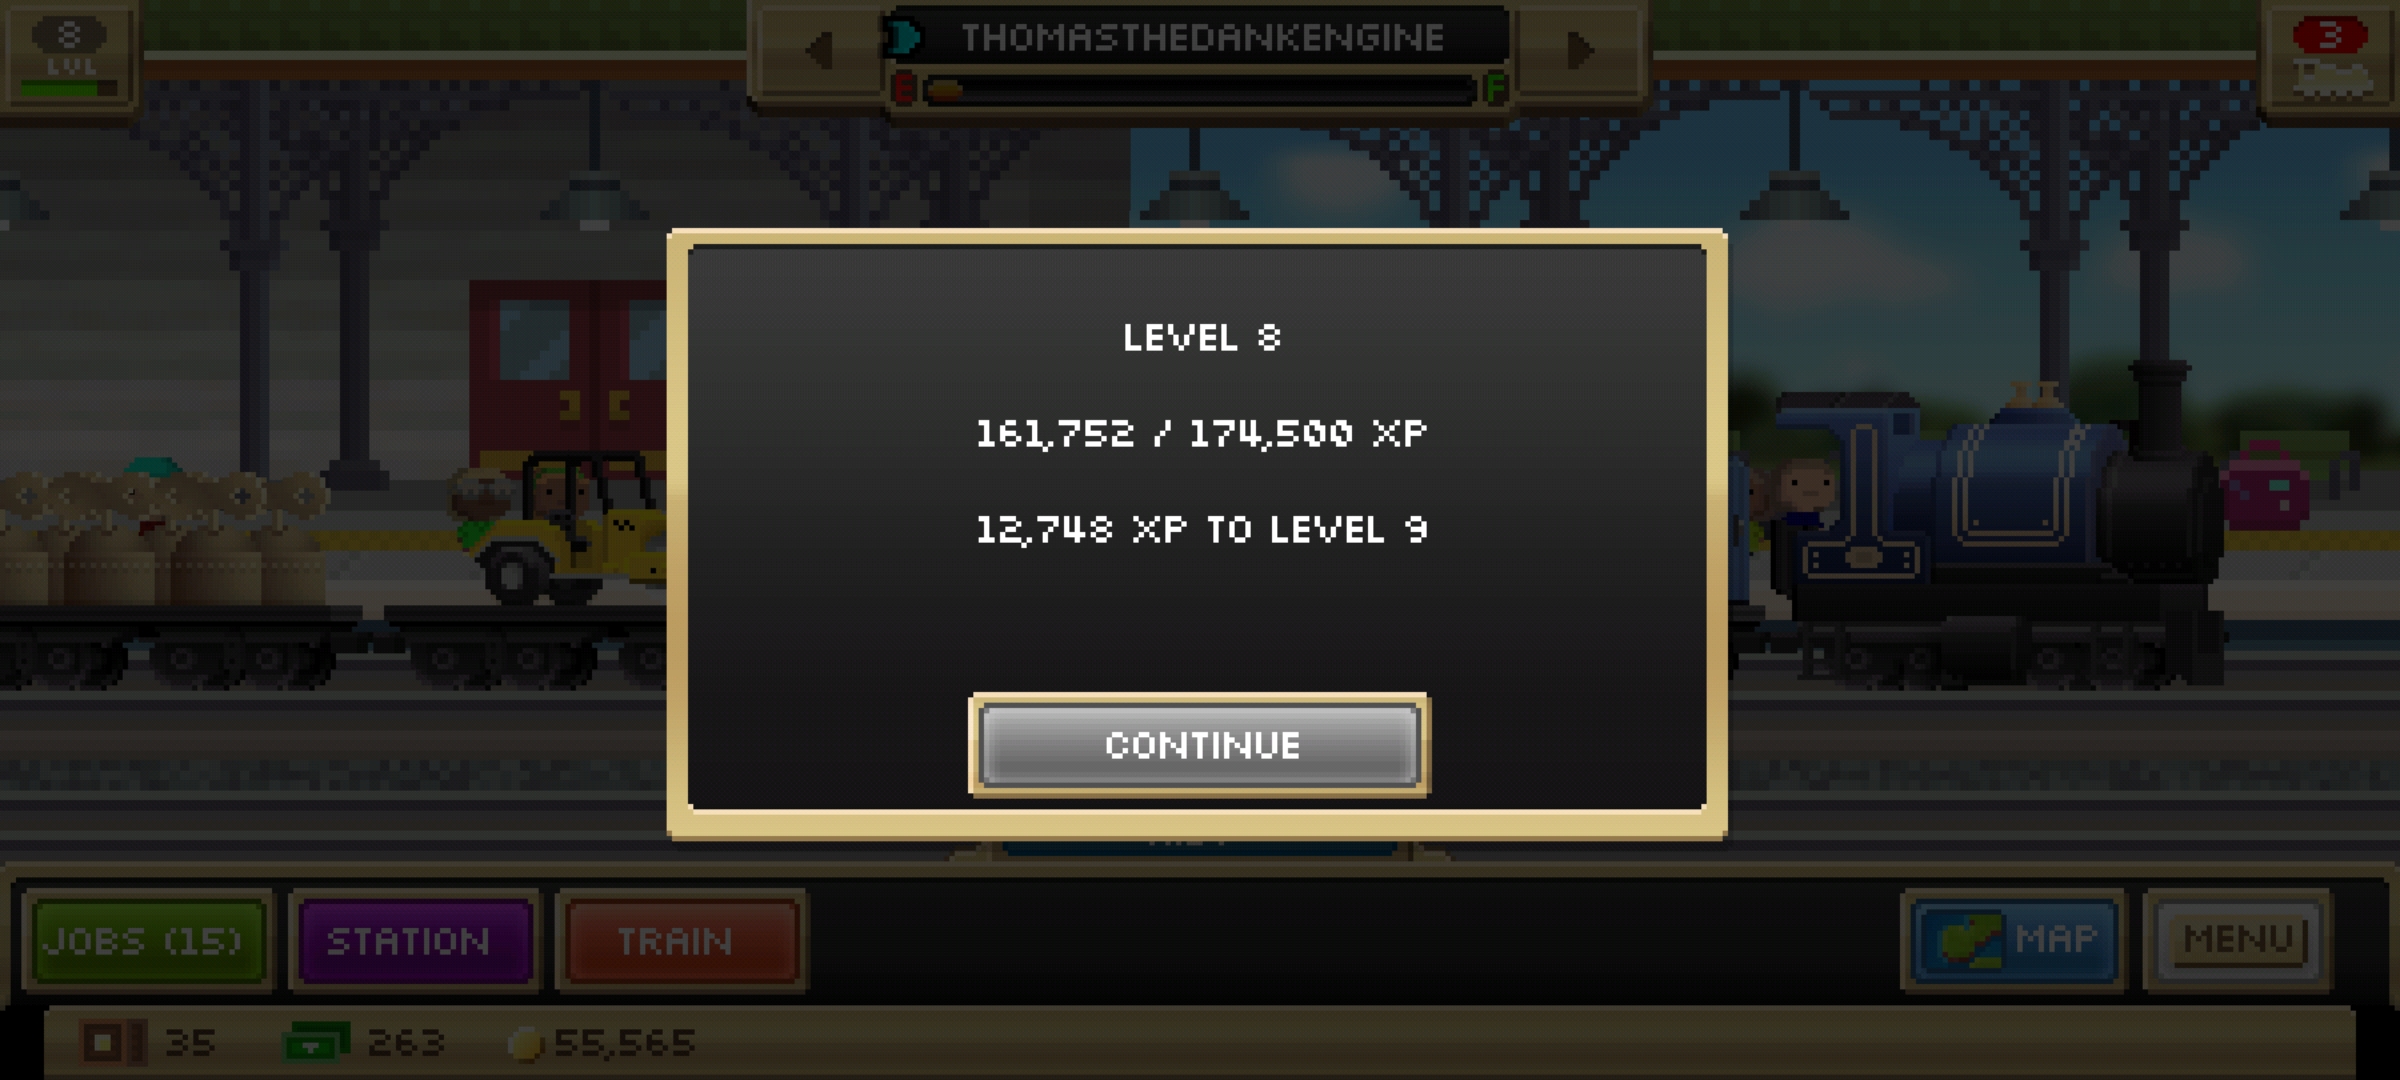 8
LVL
THOMASTHEDANKENGINE
E
F
3
LEVEL 8
161,752 / 174,500 XP
12,748 XP TO LEVEL 9
CONTINUE
JOBS (15)
STATION
TRAIN
MAP
MENU
35
263
55,565